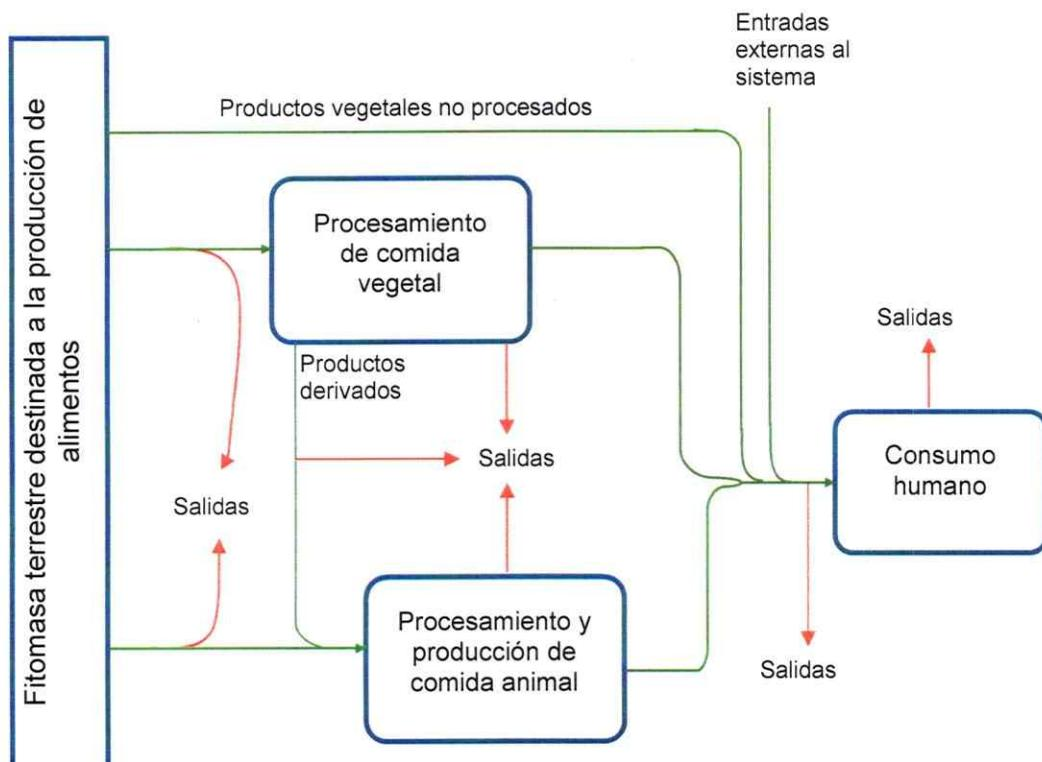 Entradas
externas al
sistema
Productos vegetales no procesados
Fitomasa terrestre destinada a la producción de
alimentos
Procesamiento
de comida
vegetal
Salidas
Productos
derivados
Salidas
Consumo
humano
Salidas
Procesamiento y
producción de
comida animal
Salidas